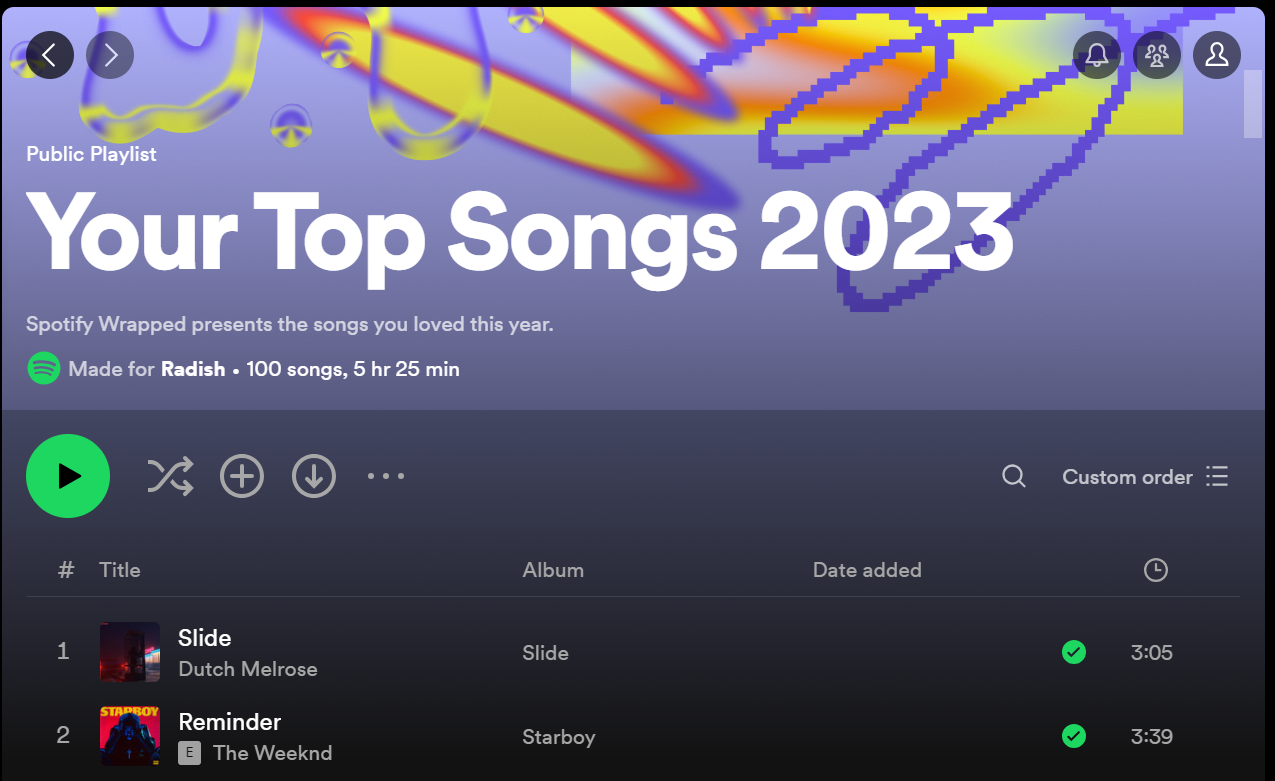 Public Playlist
Your Top Songs 2023
Spotify Wrapped presents the songs you loved this year.
Made for Radish • 100 songs, 5 hr 25 min
Custom order
# Title Album Date added
1 Slide Slide 3:05
Dutch Melrose
STARBOY
2 Reminder Starboy 3:39
E The Weeknd